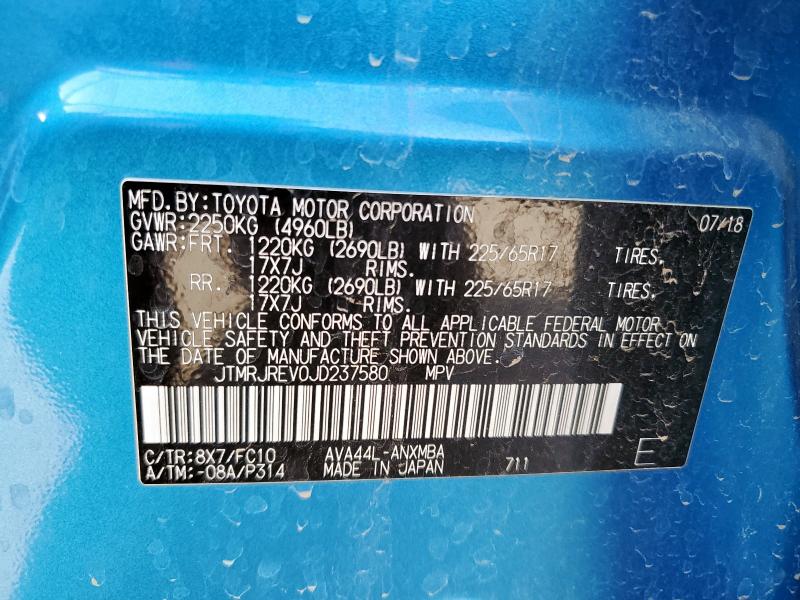 MFD.BY:TOYOTA MOTOR CORPORATION 07/18
GVWR:2250KG (4960LB)
GAWR:FRT. 1220KG (2690LB) WITH 225/65R17 TIRES.
17X7J RIMS.
RR. 1220KG (2690LB) WITH 225/65R17 TIRES.
17X7J RIMS.
THIS VEHICLE CONFORMS TO ALL APPLICABLE FEDERAL MOTOR
VEHICLE SAFETY AND THEFT PREVENTION STANDARDS IN EFFECT ON
THE DATE OF MANUFACTURE SHOWN ABOVE.
JTMRJREV0JD237580 MPV
C/TR:8X7/FC10 AVA44L-ANXMBA
A/TM:-08A/P314 MADE IN JAPAN 711 E